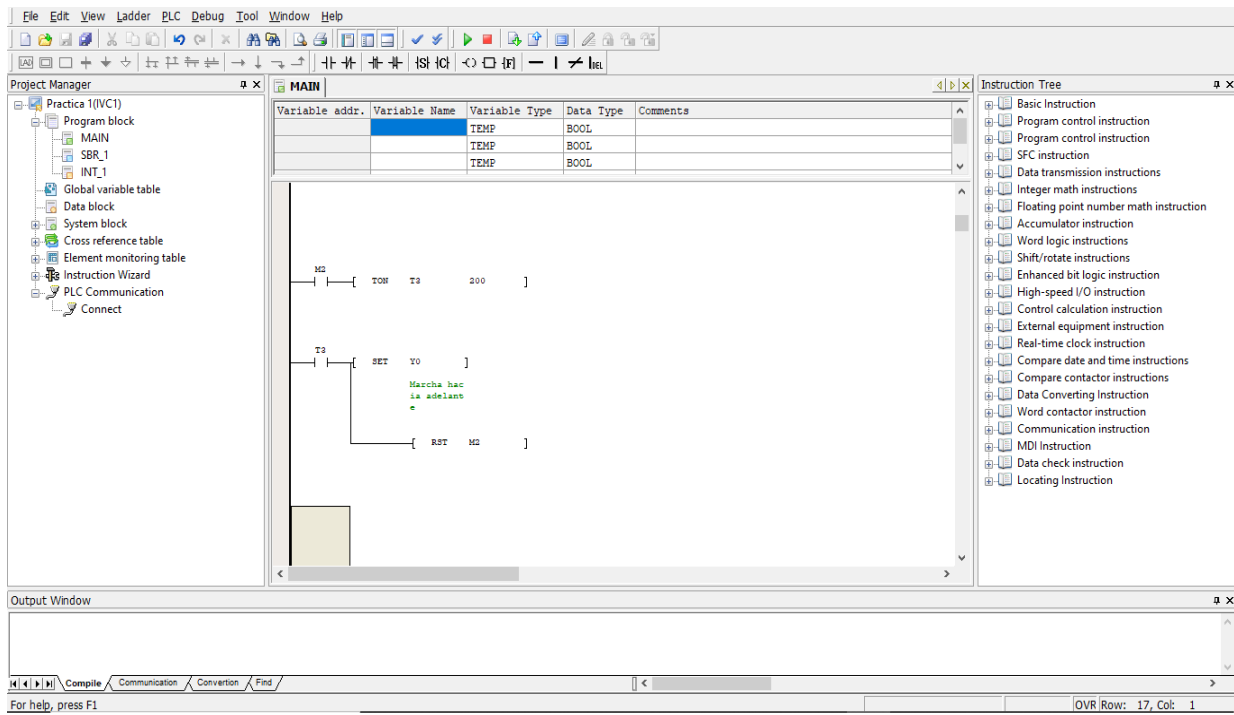 File Edit View Ladder PLC Debug Tool Window Help
Project Manager
Practica 1(IVC1)
Program block
MAIN
SBR_1
INT_1
Global variable table
Data block
System block
Cross reference table
Element monitoring table
Instruction Wizard
PLC Communication
Connect
MAIN
Variable addr. Variable Name Variable Type Data Type Comments
TEMP BOOL
TEMP BOOL
TEMP BOOL
M2
TON T3 200
T3
SET Y0
Marcha hac
ia adelant
e
RST M2
Instruction Tree
Basic Instruction
Program control instruction
Program control instruction
SFC instruction
Data transmission instructions
Integer math instructions
Floating point number math instruction
Accumulator instruction
Word logic instructions
Shift/rotate instructions
Enhanced bit logic instruction
High-speed I/O instruction
Control calculation instruction
External equipment instruction
Real-time clock instruction
Compare date and time instructions
Compare contactor instructions
Data Converting Instruction
Word contactor instruction
Communication instruction
MDI Instruction
Data check instruction
Locating Instruction
Output Window
Compile Communication Convertion Find
For help, press F1
OVR Row: 17, Col: 1